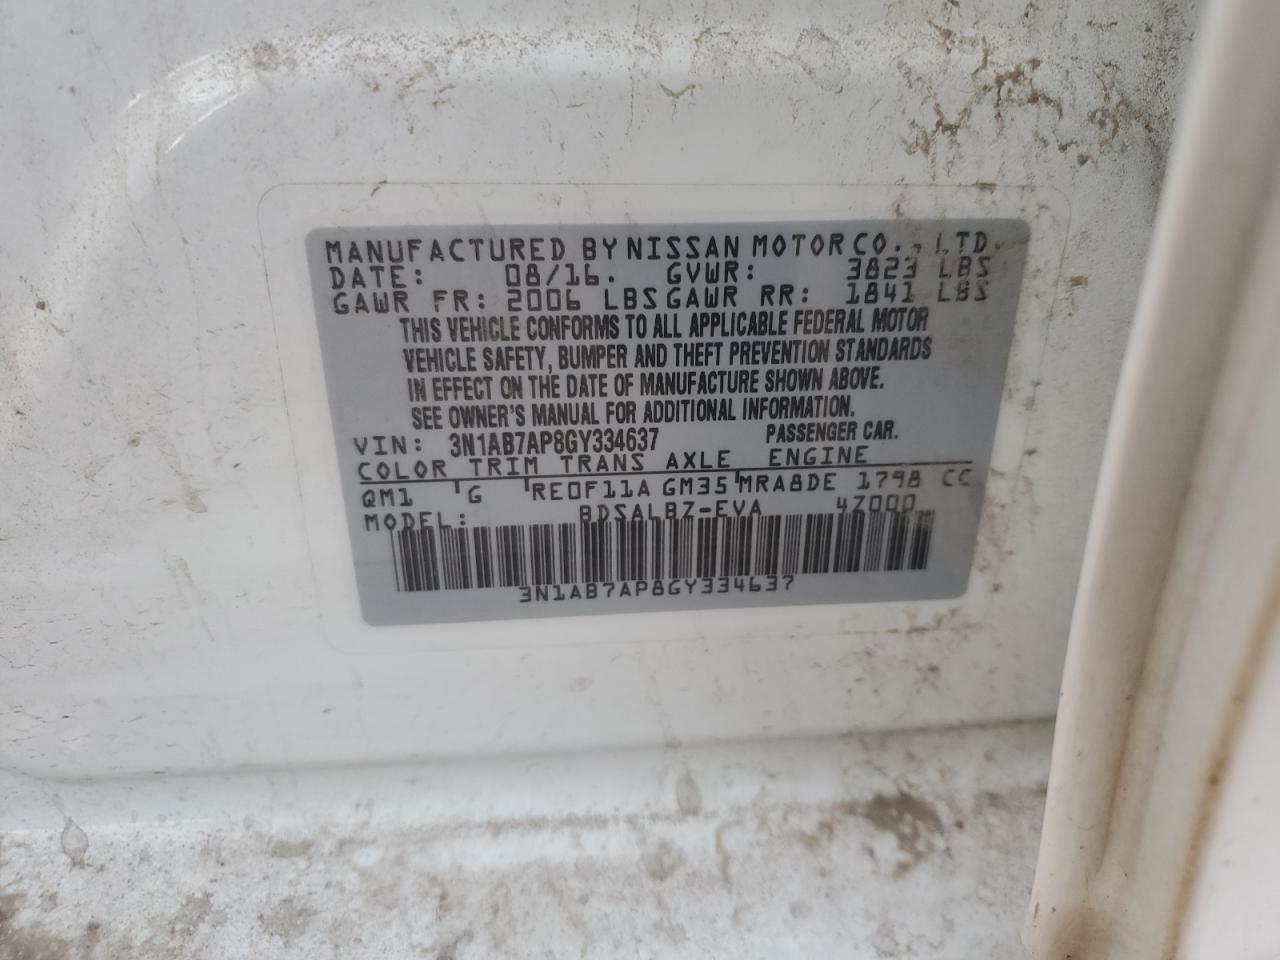 MANUFACTURED BY NISSAN MOTOR CO., LTD.
DATE: 08/16. GVWR: 3823 LBS
GAWR FR: 2006 LBS GAWR RR: 1841 LBS
THIS VEHICLE CONFORMS TO ALL APPLICABLE FEDERAL MOTOR
VEHICLE SAFETY, BUMPER AND THEFT PREVENTION STANDARDS
IN EFFECT ON THE DATE OF MANUFACTURE SHOWN ABOVE.
SEE OWNER'S MANUAL FOR ADDITIONAL INFORMATION.
VIN: 3N1AB7AP8GY334637 PASSENGER CAR.
COLOR TRIM TRANS AXLE ENGINE
QM1 G RE0F11A GM35 MRA8DE 1798 CC
MODEL: BDSALBZ-EVA 4Z000
3N1AB7AP8GY334637